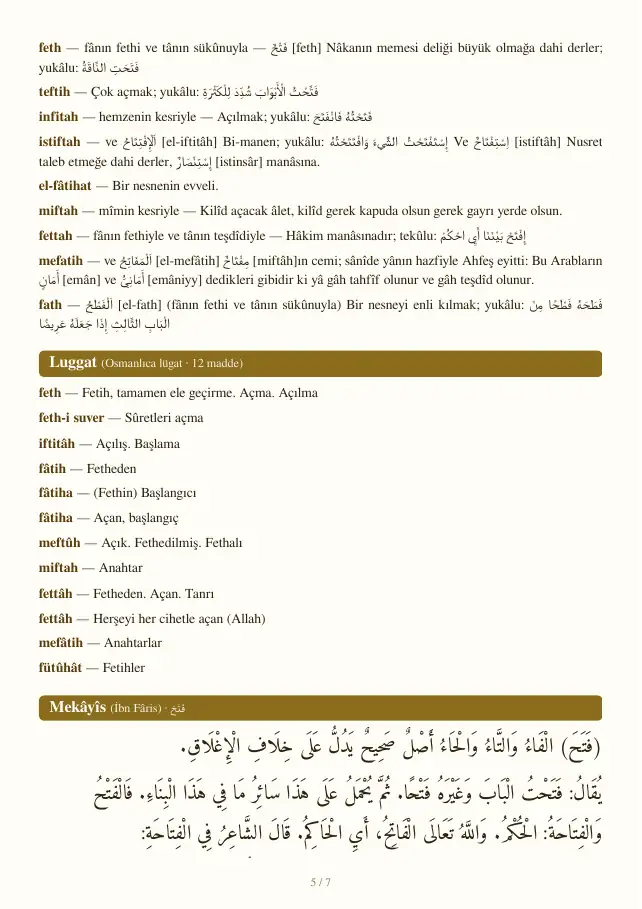 feth — fânın fethi ve tânın sükûnuyla — فَتْحٌ [feth] Nâkanın memesi deliği büyük olmağa dahi derler;
yukâlu: فَتَحَتِ النَّاقَةُ
teftih — Çok açmak; yukâlu: فَتَّحْتُ الْأَبْوَابَ شُدِّدَ لِلْكَثْرَةِ
infitah — hemzenin kesriyle — Açılmak; yukâlu: فَتَحْتُهُ فَانْفَتَحَ
istiftah — ve اَلْاِفْتِتَاحُ [el-iftitâh] Bi-manen; yukâlu: اِسْتَفْتَحْتُ الشَّيءَ وَافْتَتَحْتُهُ Ve اِسْتِفْتَاحٌ [istiftâh] Nusret
taleb etmeğe dahi derler, اِسْتِنْصَارٌ [istinsâr] manâsına.
el-fâtihat — Bir nesnenin evveli.
miftah — mîmin kesriyle — Kilîd açacak âlet, kilîd gerek kapuda olsun gerek gayrı yerde olsun.
fettah — fânın fethiyle ve tânın teşdîdiyle — Hâkim manâsınadır; tekûlu: اِفْتَحْ بَيْنَنَا أَيِ احْكُمْ
mefatih — ve اَلْمَفَاتِحُ [el-mefâtih] مِفْتَاحٌ [miftâh]ın cemi; sânîde yânın hazfiyle Ahfeş eyitti: Bu Arabların
أَمَانٍ [emân] ve أَمَانِيُّ [emâniyy] dedikleri gibidir ki yâ gâh tahfîf olunur ve gâh teşdîd olunur.
fath — اَلْفَطْحُ [el-fath] (fânın fethi ve tânın sükûnuyla) Bir nesneyi enli kılmak; yukâlu: فَطَحَهُ فَطْحًا مِنَ
الْبَابِ الثَّالِثِ إِذَا جَعَلَهُ عَرِيضًا
Luggat (Osmanlıca lügat · 12 madde)
feth — Fetih, tamamen ele geçirme. Açma. Açılma
feth-i suver — Sûretleri açma
iftitâh — Açılış. Başlama
fâtih — Fetheden
fâtiha — (Fethin) Başlangıcı
fâtiha — Açan, başlangıç
meftûh — Açık. Fethedilmiş. Fethalı
miftah — Anahtar
fettâh — Fetheden. Açan. Tanrı
fettâh — Herşeyi her cihetle açan (Allah)
mefâtih — Anahtarlar
fütûhât — Fetihler
Mekâyîs (İbn Fâris) · فَتَحَ
(فَتَحَ) الْفَاءُ وَالتَّاءُ وَالْحَاءُ أَصْلٌ صَحِيحٌ يَدُلُّ عَلَى خِلَافِ الْإِغْلَاقِ.
يُقَالُ: فَتَحْتُ الْبَابَ وَغَيْرَهُ فَتْحًا. ثُمَّ يُحْمَلُ عَلَى هَذَا سَائِرُ مَا فِي هَذَا الْبِنَاءِ. فَالْفَتْحُ
وَالْفِتَاحَةُ: الْحُكْمُ. وَاللَّهُ تَعَالَى الْفَاتِحُ، أَيِ الْحَاكِمُ. قَالَ الشَّاعِرُ فِي الْفِتَاحَةِ:
5 / 7